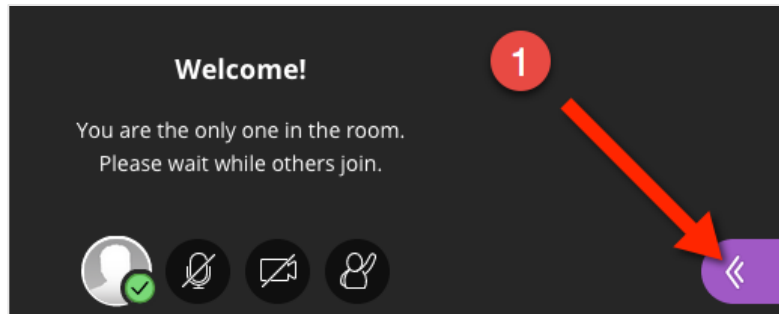 Welcome!
1
You are the only one in the room.
Please wait while others join.